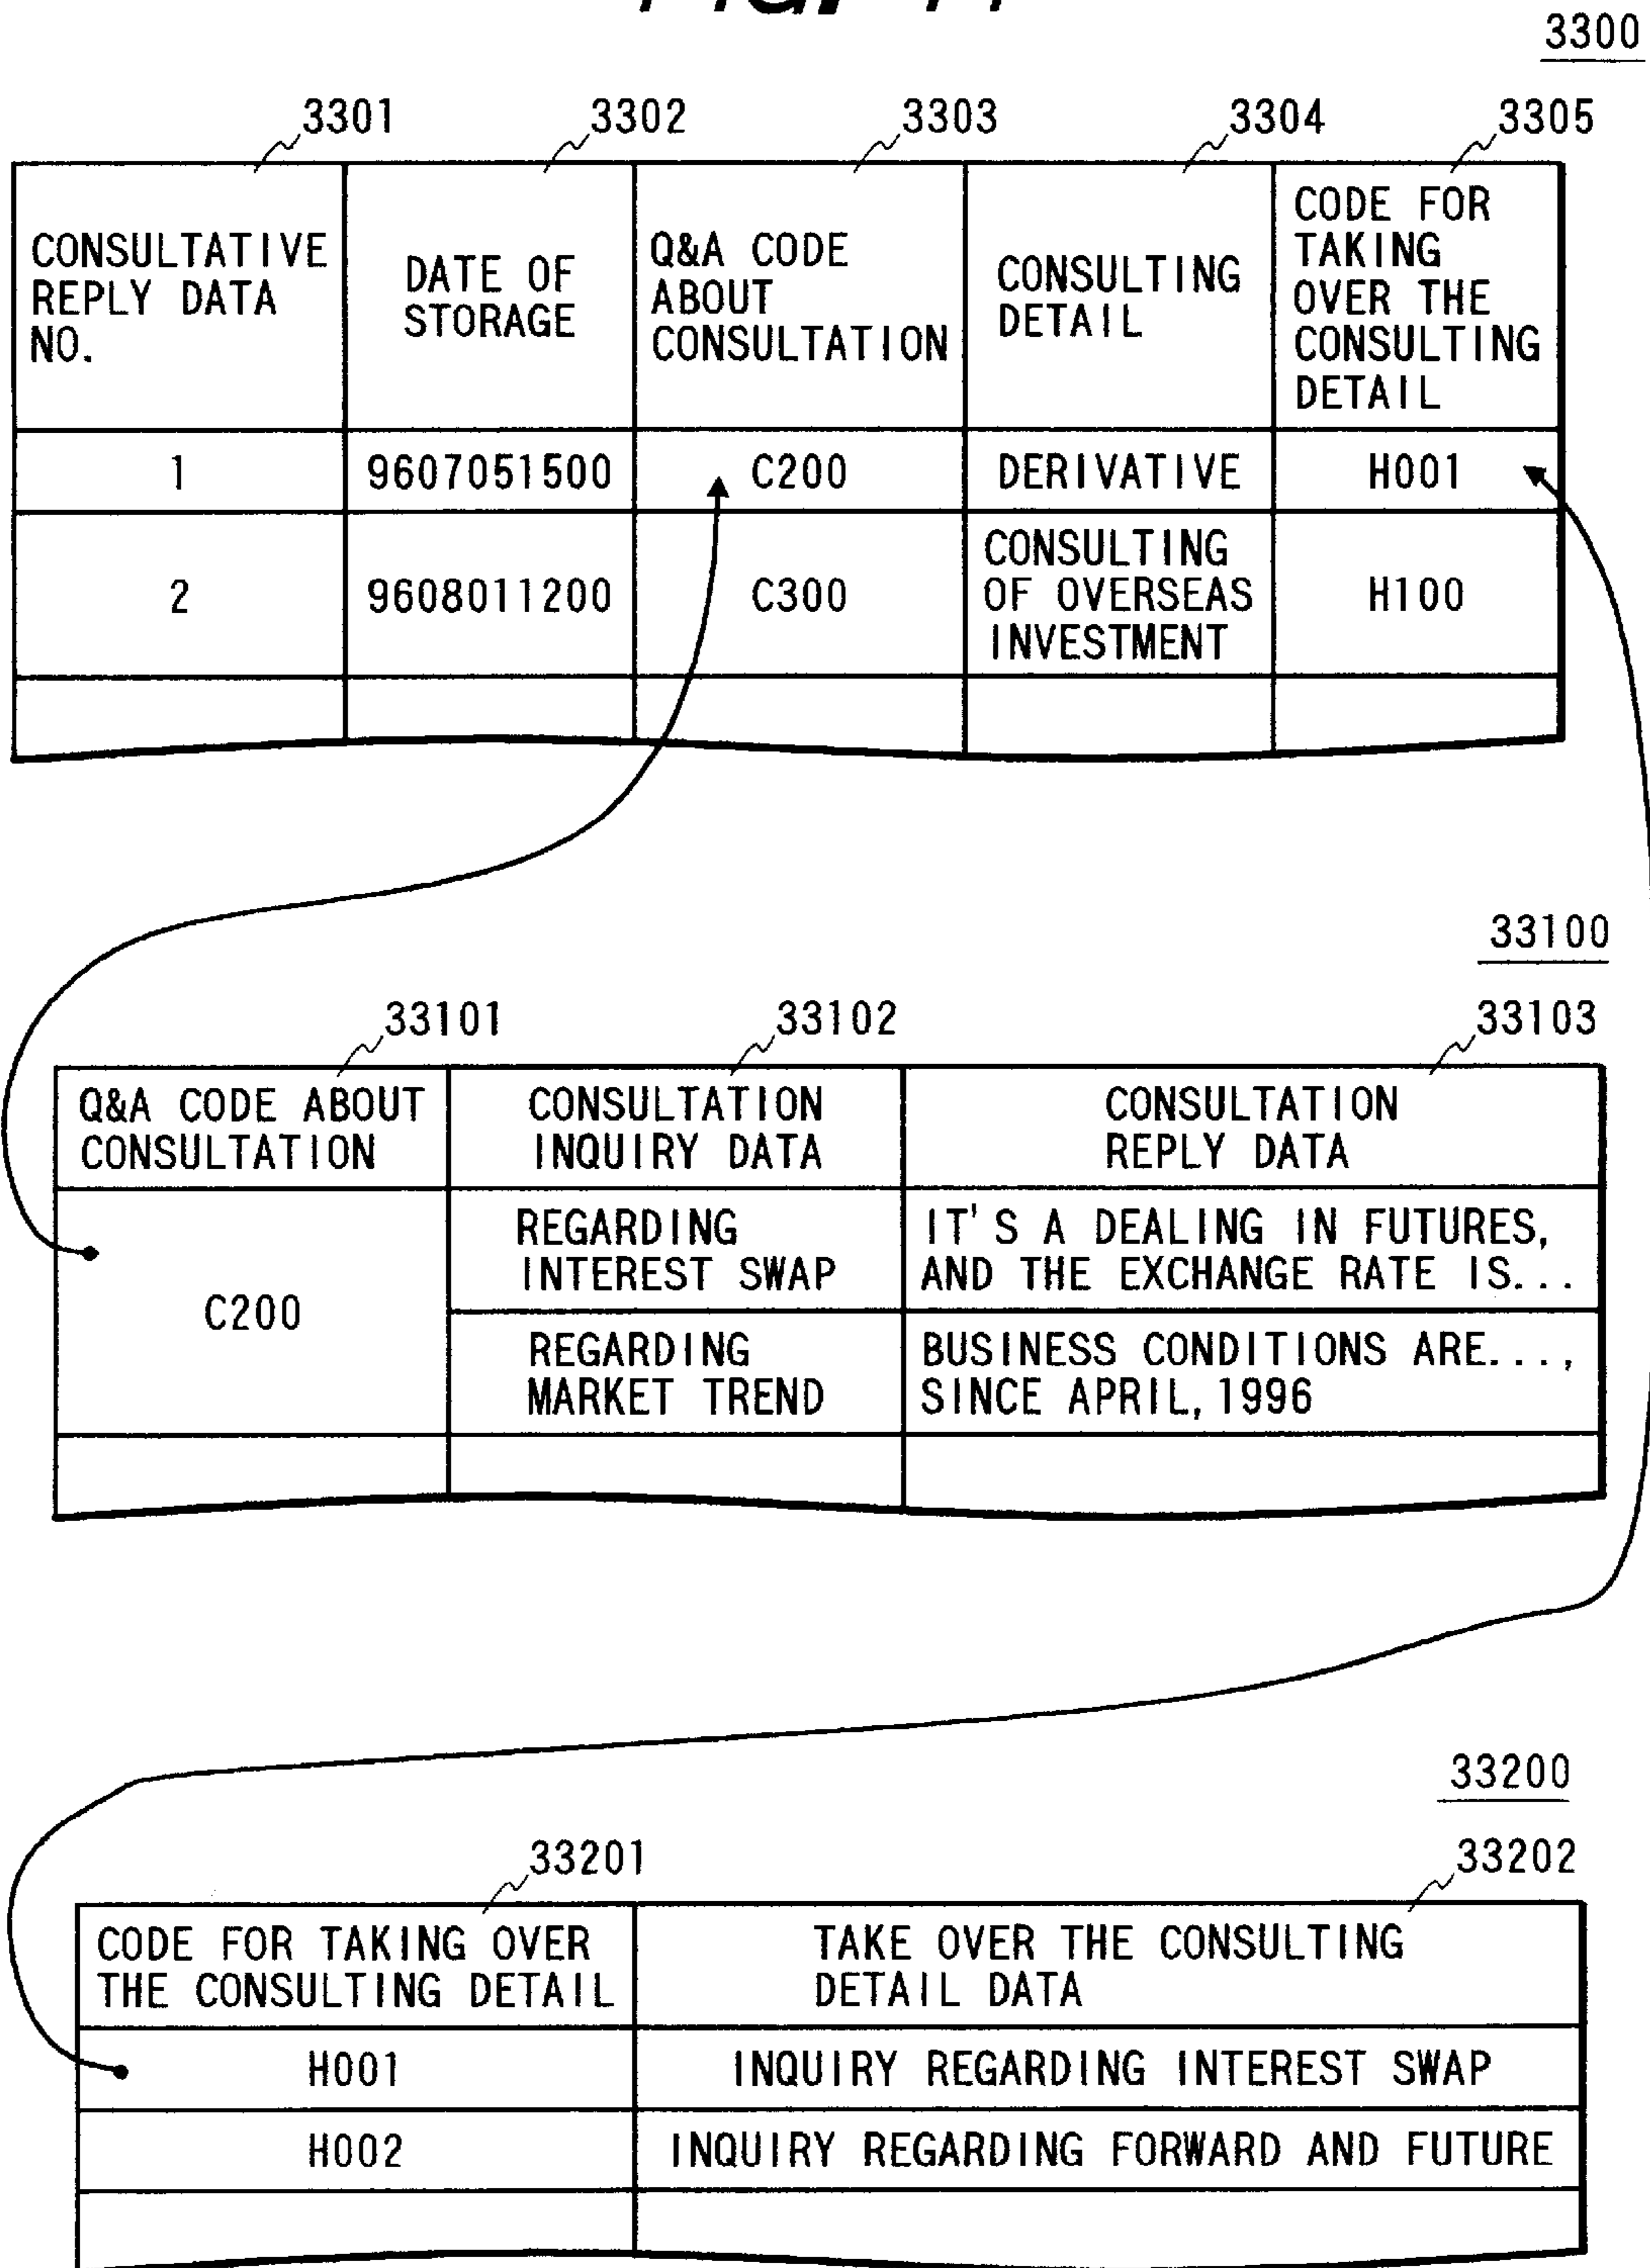 3300
3301 3302 3303 3304 3305
CONSULTATIVE
REPLY DATA
NO.
DATE OF
STORAGE
Q&A CODE
ABOUT
CONSULTATION
CONSULTING
DETAIL
CODE FOR
TAKING
OVER THE
CONSULTING
DETAIL
1 9607051500 C200 DERIVATIVE H001
2 9608011200 C300
CONSULTING
OF OVERSEAS
INVESTMENT
H100
33100
33101 33102 33103
Q&A CODE ABOUT
CONSULTATION
CONSULTATION
INQUIRY DATA
CONSULTATION
REPLY DATA
C200
REGARDING
INTEREST SWAP
IT'S A DEALING IN FUTURES,
AND THE EXCHANGE RATE IS...
REGARDING
MARKET TREND
BUSINESS CONDITIONS ARE...,
SINCE APRIL, 1996
33200
33201 33202
CODE FOR TAKING OVER
THE CONSULTING DETAIL
TAKE OVER THE CONSULTING
DETAIL DATA
H001 INQUIRY REGARDING INTEREST SWAP
H002 INQUIRY REGARDING FORWARD AND FUTURE